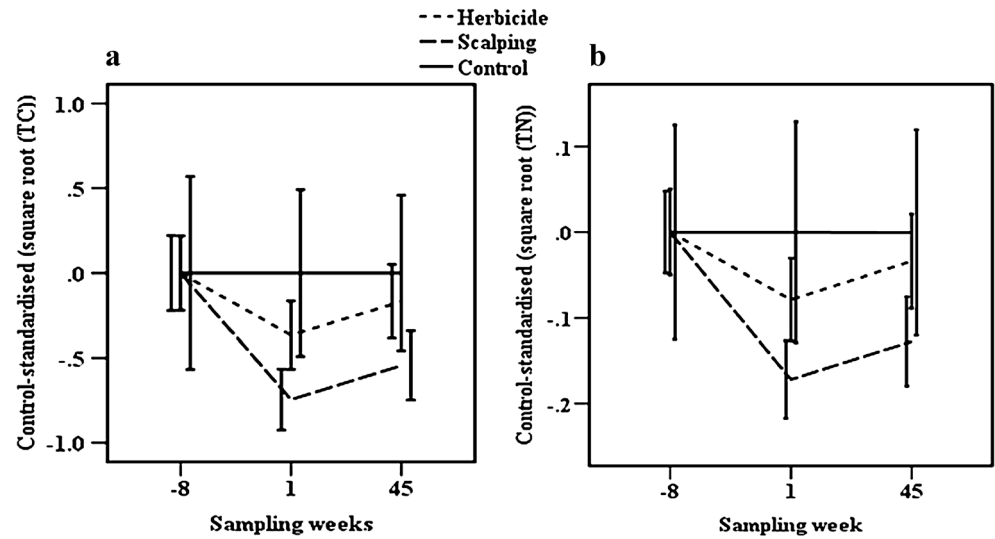 Herbicide
Scalping
Control
a
b
Control-standardised (square root (TC))
1.0
.5
.0
-.5
-1.0
-8
1
45
Sampling weeks
Control-standardised (square root (TN))
.1
.0
-.1
-.2
-8
1
45
Sampling week